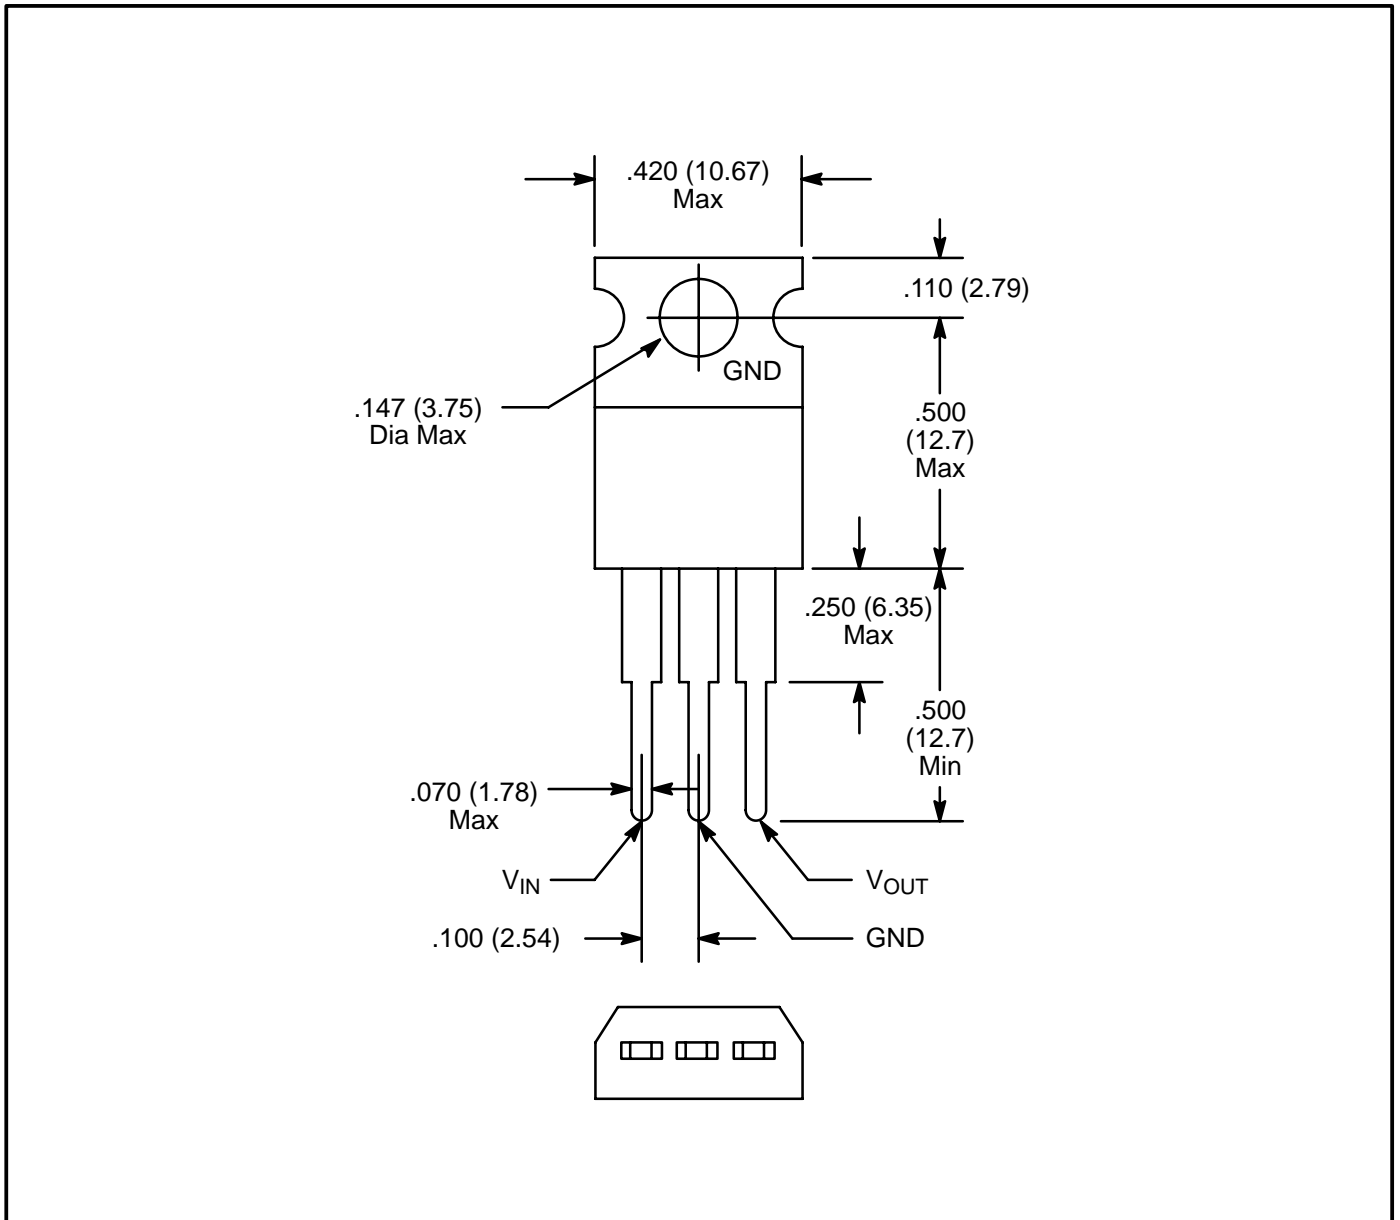 .420 (10.67)
Max
.110 (2.79)
GND
.147 (3.75)
Dia Max
.500
(12.7)
Max
.250 (6.35)
Max
.500
(12.7)
Min
.070 (1.78)
Max
VIN
VOUT
.100 (2.54)
GND